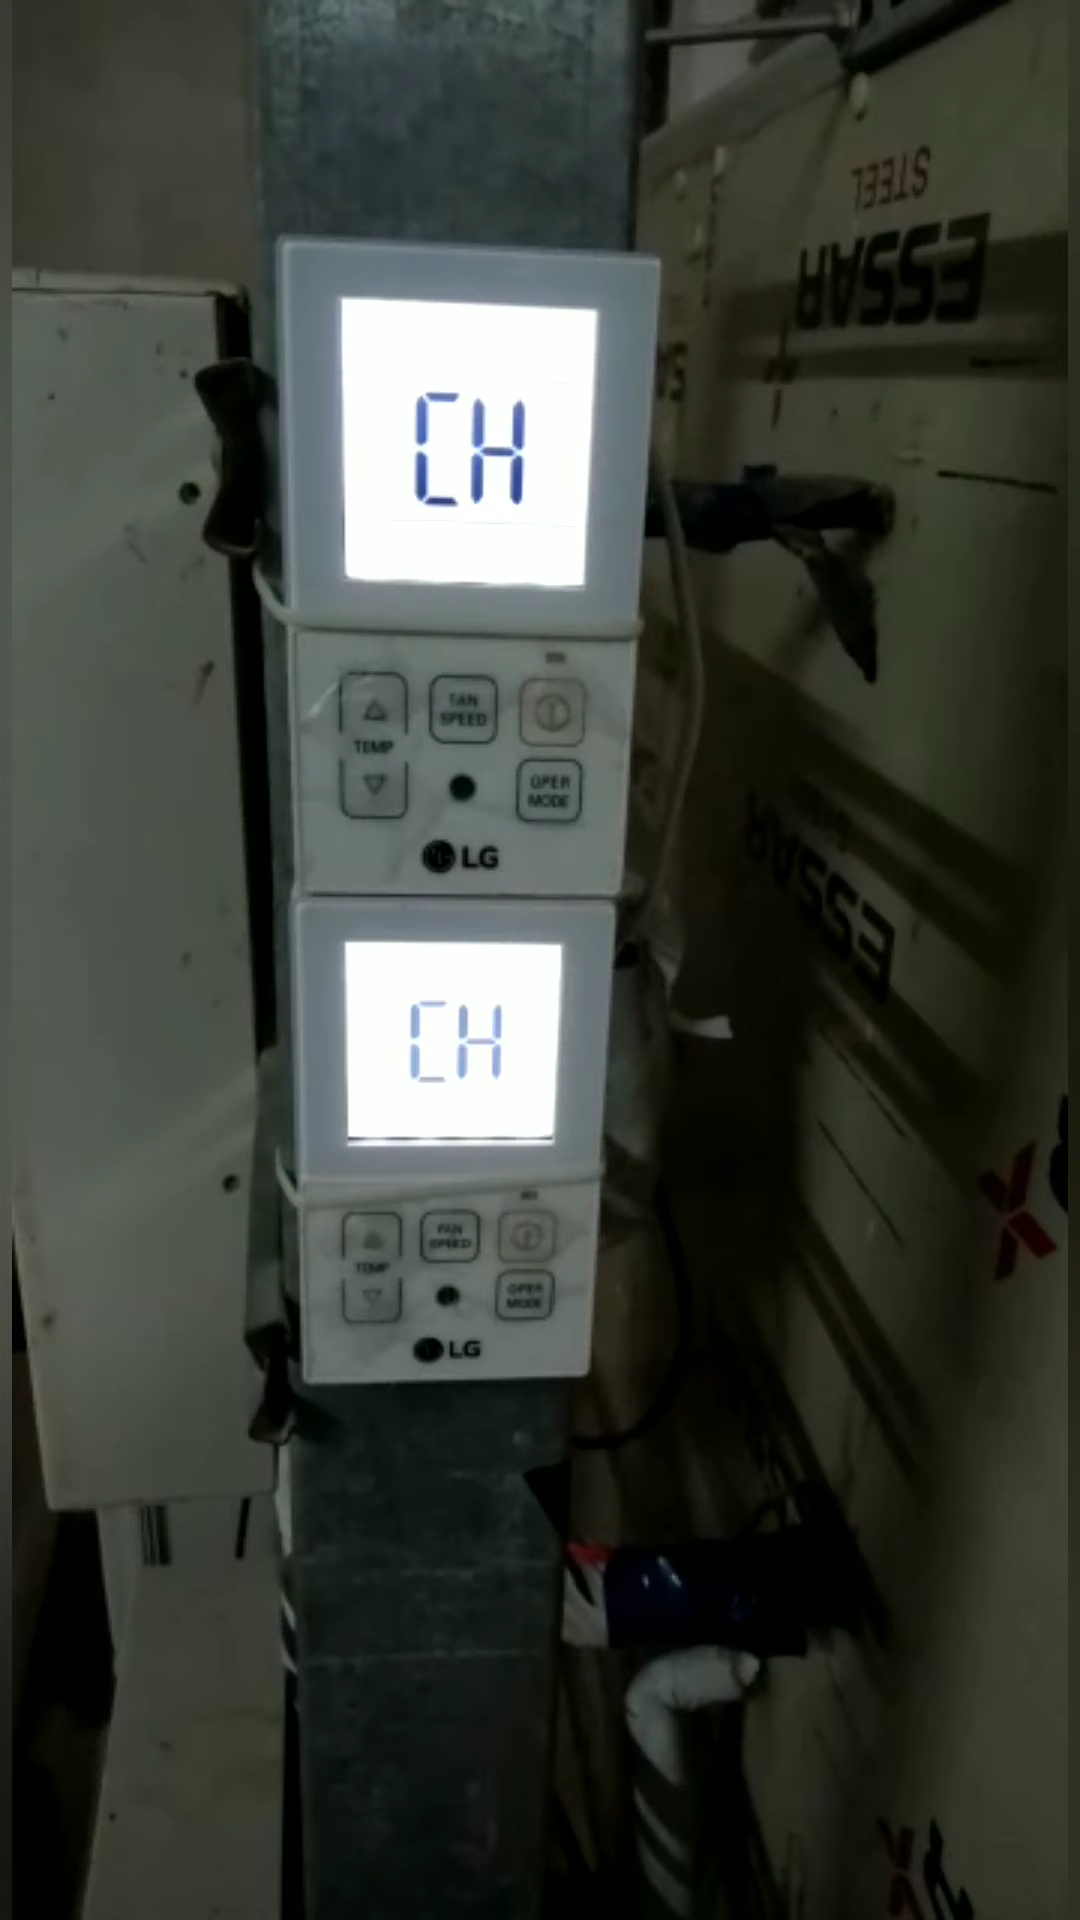 STEEL
ESSAR
CH
FAN
SPEED
TEMP
OPER
MODE
LG
ESSAR
CH
FAN
SPEED
TEMP
OPER
MODE
LG